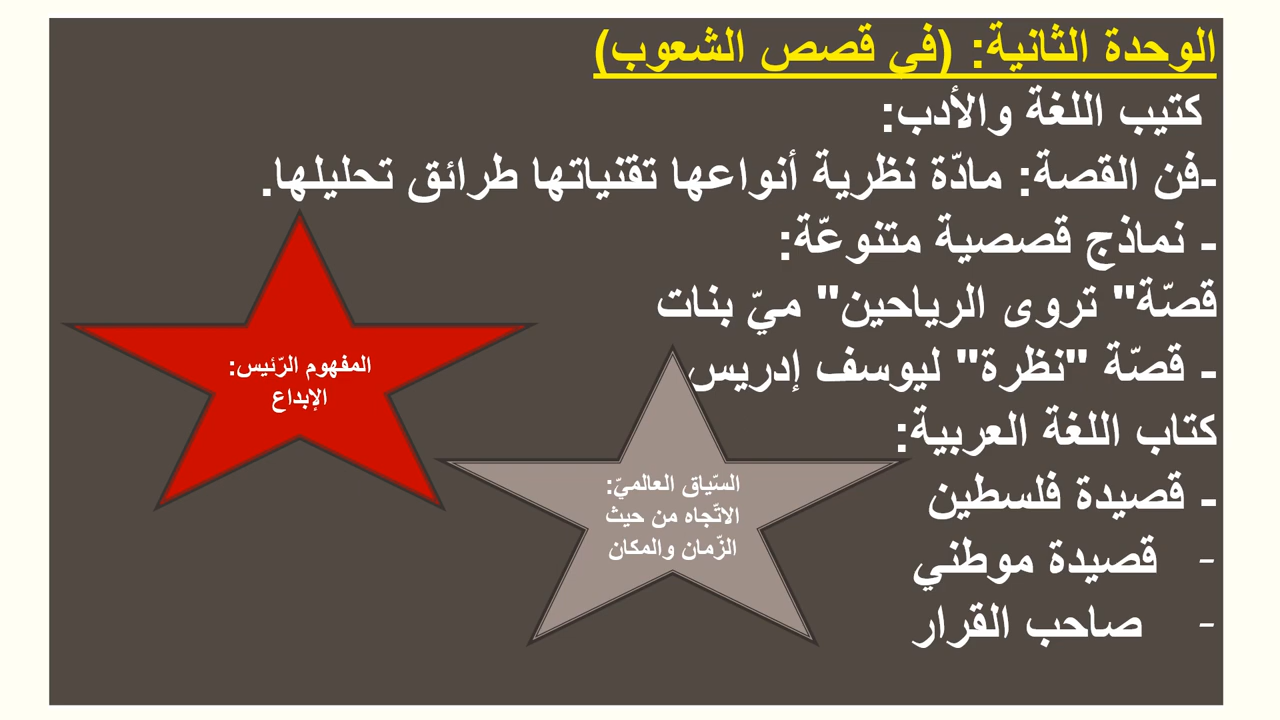 الوحدة الثانية: (في قصص الشعوب)
كتيب اللغة والأدب:
-فن القصة: مادّة نظرية أنواعها تقنياتها طرائق تحليلها.
- نماذج قصصية متنوعّة:
قصّة" تروى الرياحين" ميّ بنات
- قصّة "نظرة" ليوسف إدريس
كتاب اللغة العربية:
- قصيدة فلسطين
- قصيدة موطني
- صاحب القرار
المفهوم الرّئيس:
الإبداع
السّياق العالميّ:
الاتّجاه من حيث
الزّمان والمكان